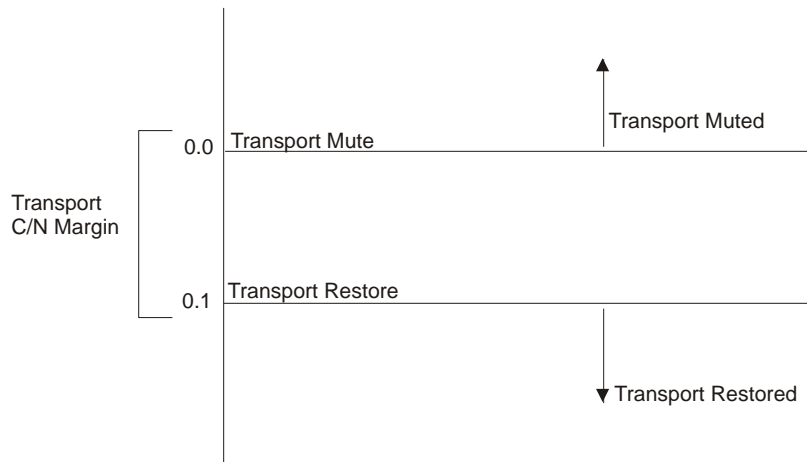 Transport Muted
0.0 Transport Mute
Transport
C/N Margin
0.1 Transport Restore
Transport Restored